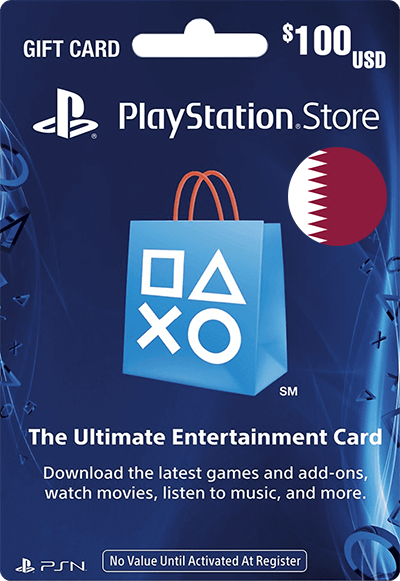 GIFT CARD
$100 USD
PlayStation®Store
SM
The Ultimate Entertainment Card
Download the latest games and add-ons,
watch movies, listen to music, and more.
PSN
No Value Until Activated At Register